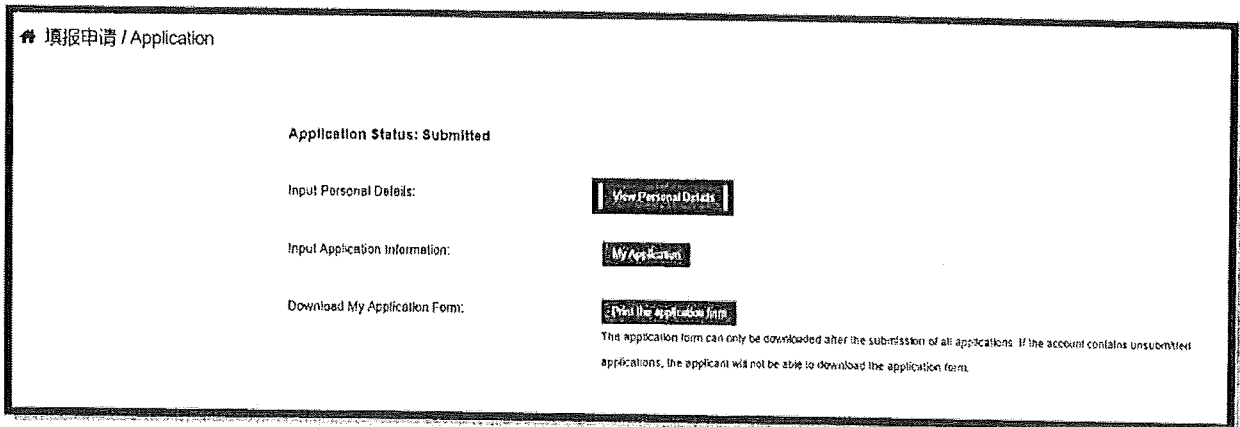 填报申请 / Application
Application Status: Submitted
Input Personal Details:
View Personal Details
Input Application Information:
My Application
Download My Application Form:
Print the application form
The application form can only be downloaded after the submission of all applications. If the account contains unsubmitted
applications, the applicant will not be able to download the application form.